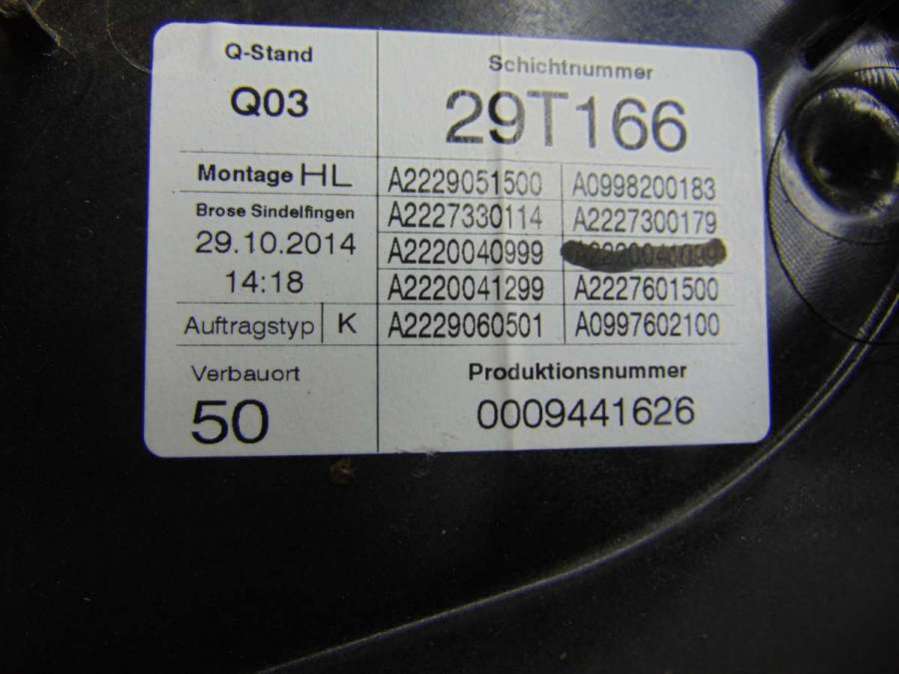 Q-Stand
Q03
Schichtnummer
29T166
Montage HL
Brose Sindelfingen
29.10.2014
14:18
Auftragstyp K
A2229051500 A0998200183
A2227330114 A2227300179
A2220040999
A2220041299 A2227601500
A2229060501 A0997602100
Verbauort
50
Produktionsnummer
0009441626